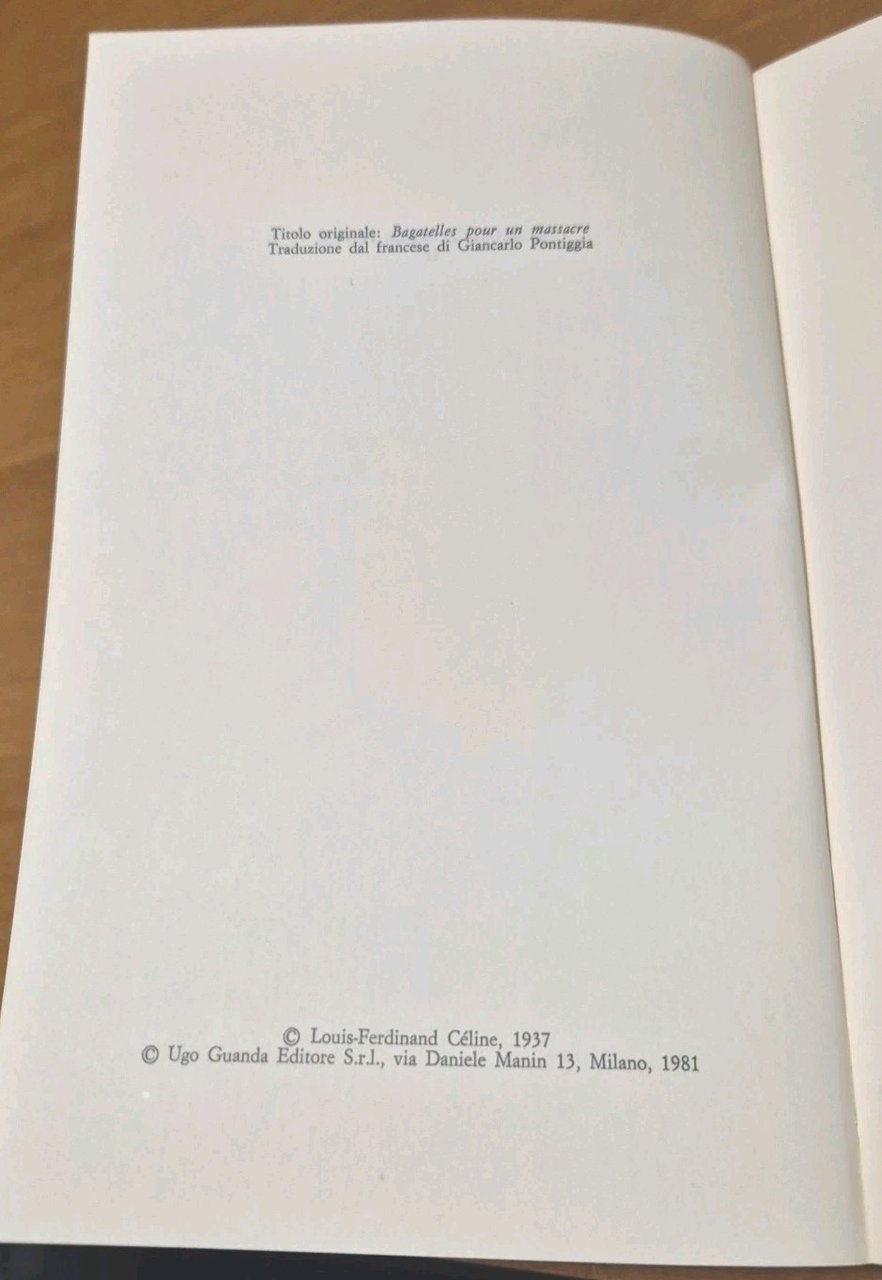 Titolo originale: Bagatelles pour un massacre
Traduzione dal francese di Giancarlo Pontiggia
© Louis-Ferdinand Céline, 1937
© Ugo Guanda Editore S.r.l., via Daniele Manin 13, Milano, 1981